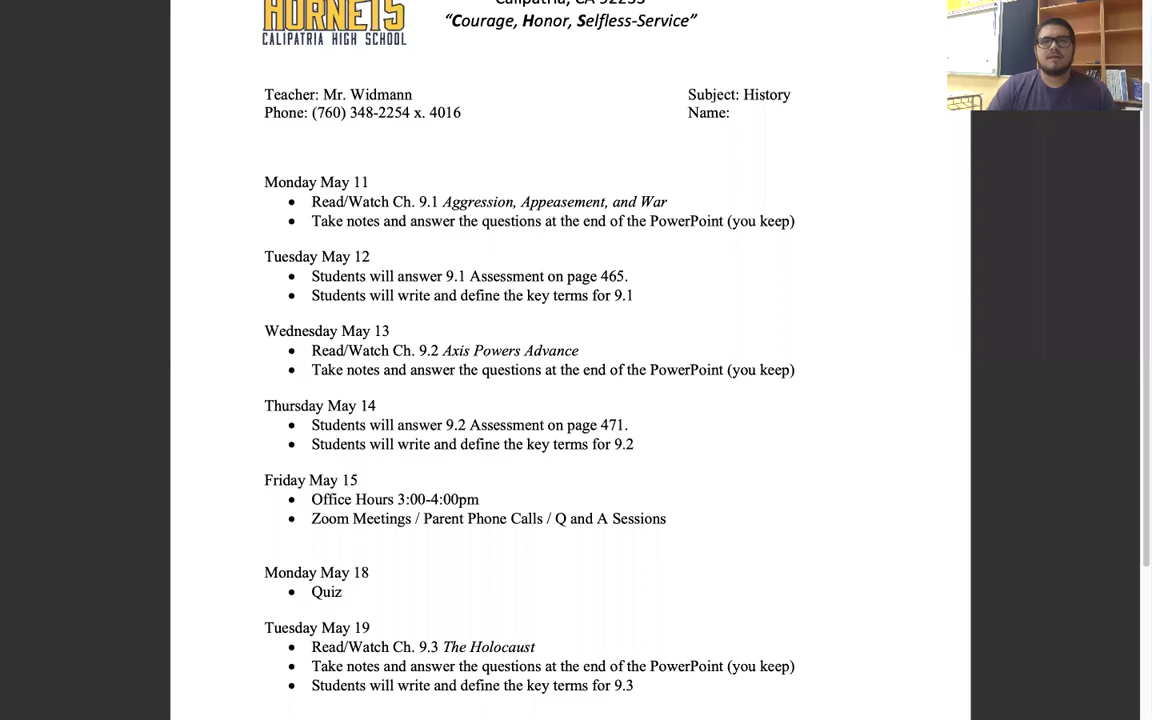 HORNETS
CALIPATRIA HIGH SCHOOL
Calipatria, CA 92233
“Courage, Honor, Selfless-Service”
Teacher: Mr. Widmann
Subject: History
Phone: (760) 348-2254 x. 4016
Name:
Monday May 11
• Read/Watch Ch. 9.1 Aggression, Appeasement, and War
• Take notes and answer the questions at the end of the PowerPoint (you keep)
Tuesday May 12
• Students will answer 9.1 Assessment on page 465.
• Students will write and define the key terms for 9.1
Wednesday May 13
• Read/Watch Ch. 9.2 Axis Powers Advance
• Take notes and answer the questions at the end of the PowerPoint (you keep)
Thursday May 14
• Students will answer 9.2 Assessment on page 471.
• Students will write and define the key terms for 9.2
Friday May 15
• Office Hours 3:00-4:00pm
• Zoom Meetings / Parent Phone Calls / Q and A Sessions
Monday May 18
• Quiz
Tuesday May 19
• Read/Watch Ch. 9.3 The Holocaust
• Take notes and answer the questions at the end of the PowerPoint (you keep)
• Students will write and define the key terms for 9.3